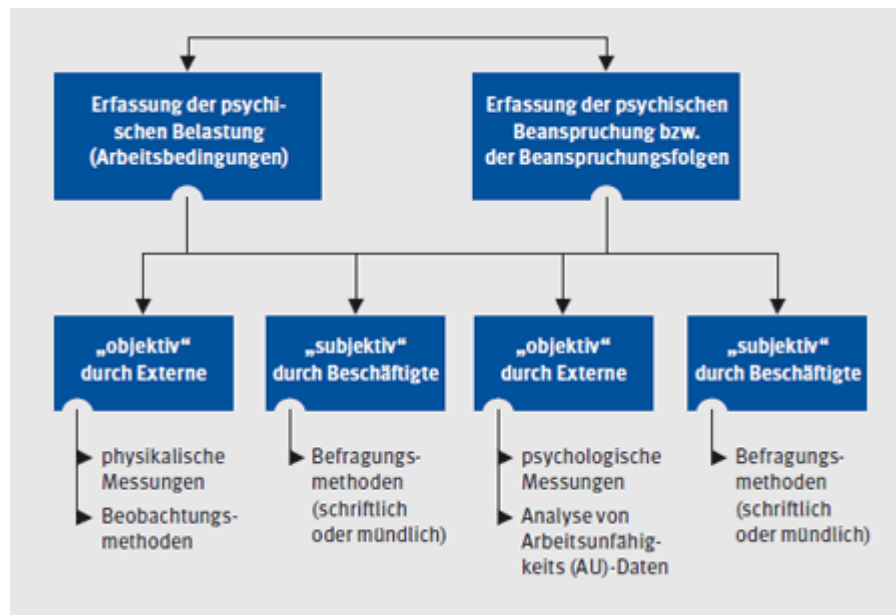 Erfassung der psychi-
schen Belastung
(Arbeitsbedingungen)
Erfassung der psychischen
Beanspruchung bzw.
der Beanspruchungsfolgen
„objektiv“
durch Externe
„subjektiv“
durch Beschäftigte
„objektiv“
durch Externe
„subjektiv“
durch Beschäftigte
physikalische
Messungen
Beobachtungs-
methoden
Befragungs-
methoden
(schriftlich
oder mündlich)
psychologische
Messungen
Analyse von
Arbeitsunfähig-
keits (AU)-Daten
Befragungs-
methoden
(schriftlich
oder mündlich)